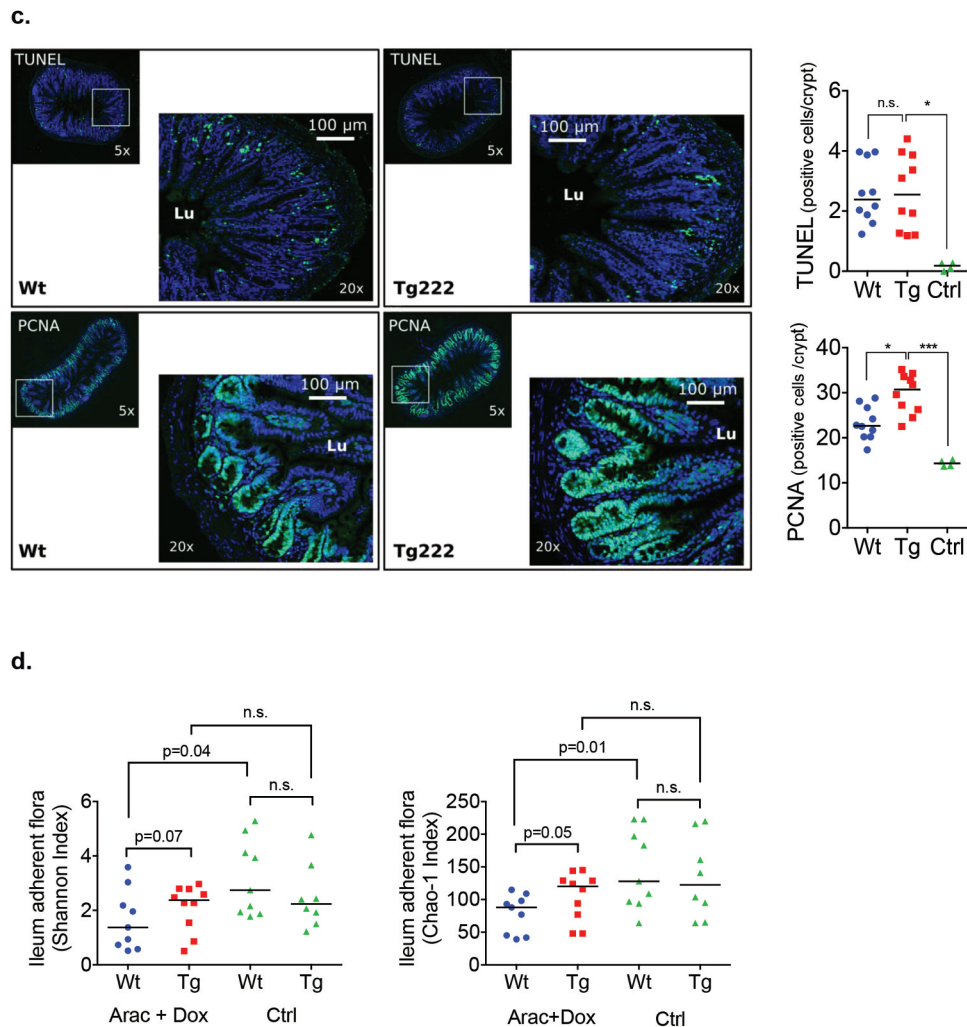 c.
TUNEL
5x
100 µm
Lu
Wt
20x
TUNEL
5x
100 µm
Lu
Tg222
20x
PCNA
5x
100 µm
Lu
Wt
20x
PCNA
5x
100 µm
Lu
Tg222
20x
TUNEL (positive cells/crypt)
6
4
2
0
n.s.
*
Wt Tg Ctrl
PCNA (positive cells /crypt)
40
30
20
10
0
*
***
Wt Tg Ctrl
d.
Ileum adherent flora
(Shannon Index)
6
4
2
0
n.s.
p=0.04
n.s.
p=0.07
Wt Tg Wt Tg
Arac + Dox Ctrl
Ileum adherent flora
(Chao-1 Index)
250
200
150
100
50
0
n.s.
p=0.01
n.s.
p=0.05
Wt Tg Wt Tg
Arac+Dox Ctrl